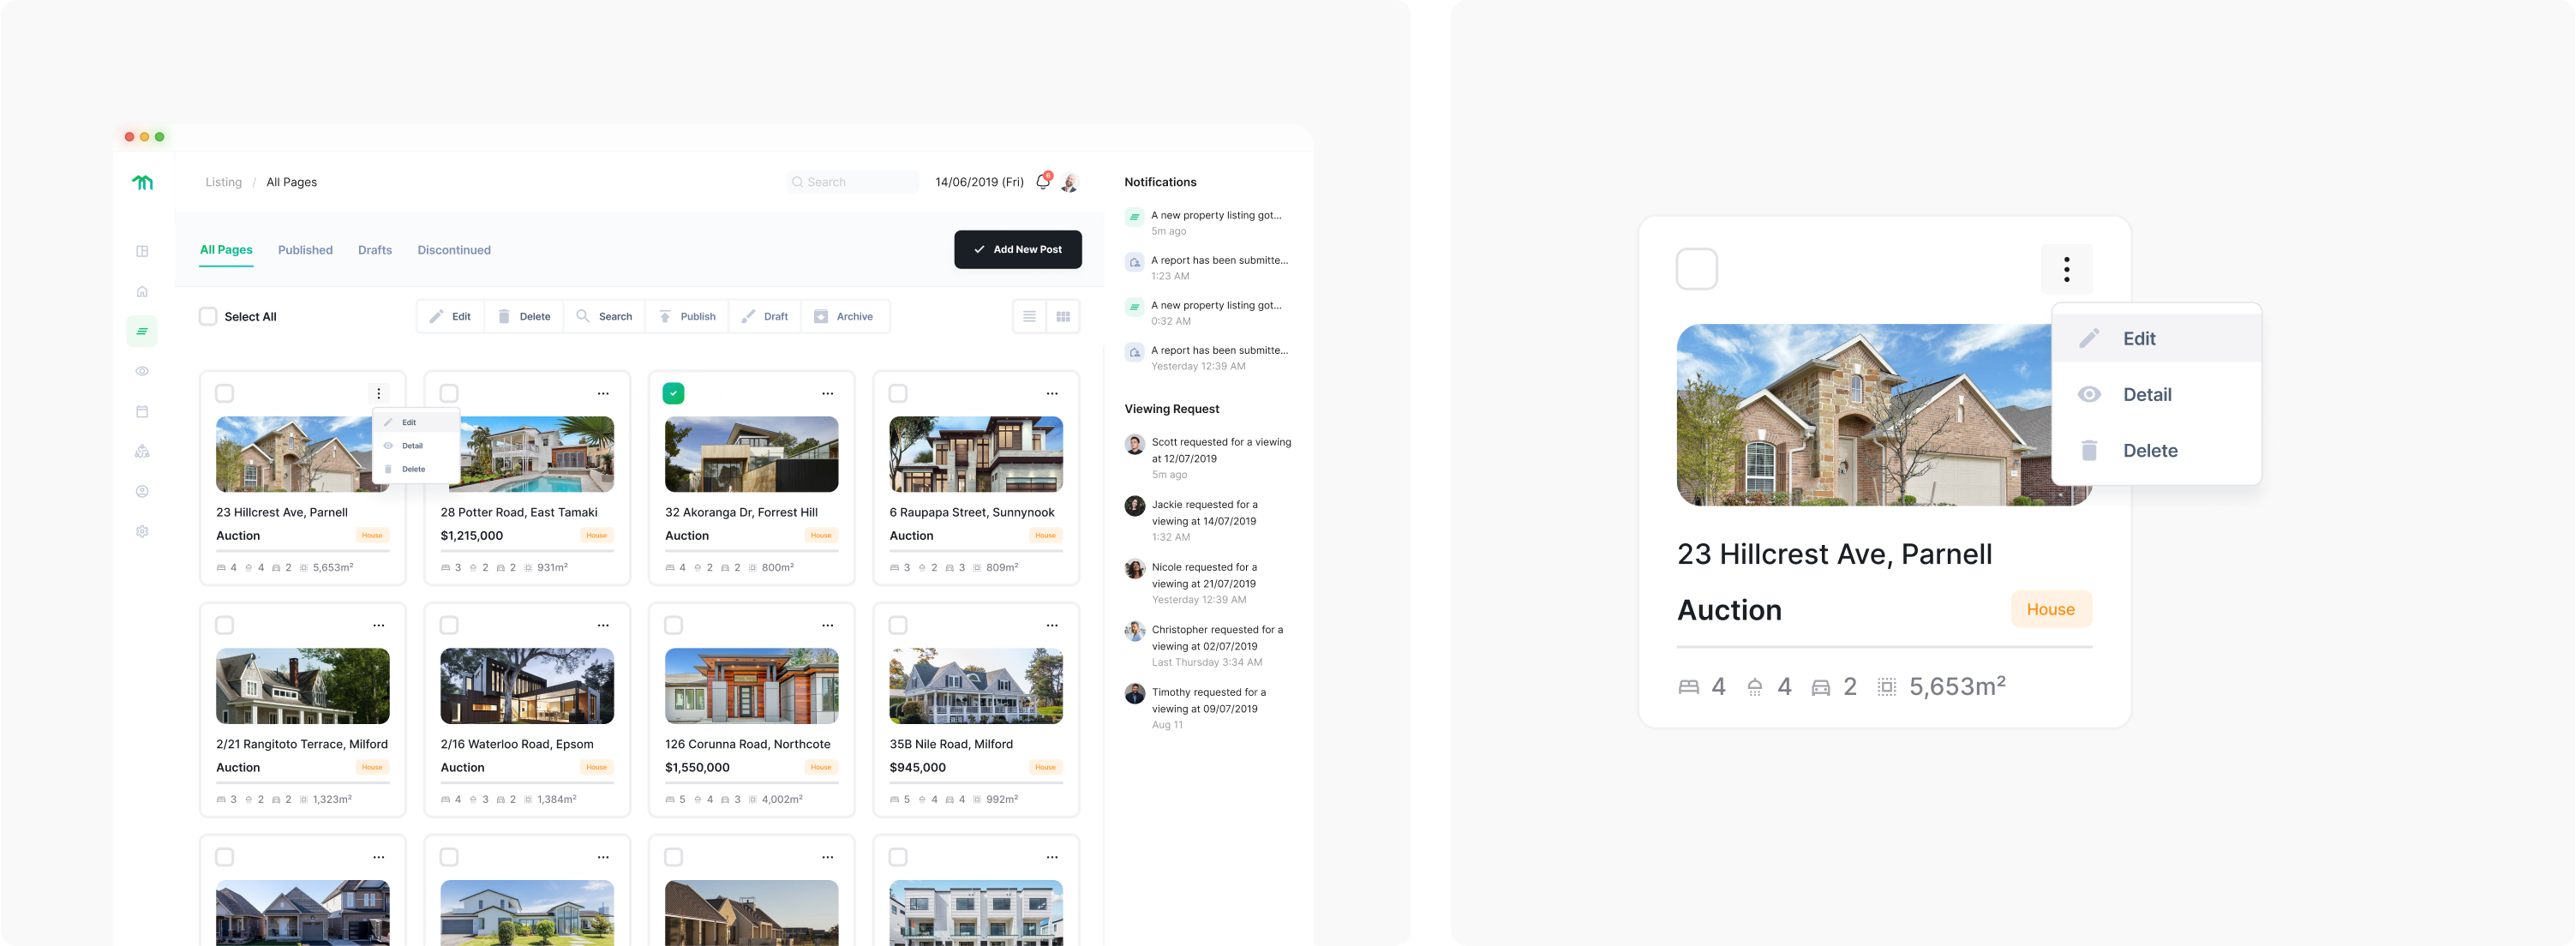 Listing / All Pages
Search
14/06/2019 (Fri)
6
All Pages
Published
Drafts
Discontinued
Add New Post
Select All
Edit
Delete
Search
Publish
Draft
Archive
Edit
Detail
Delete
23 Hillcrest Ave, Parnell
Auction
House
4 4 2 5,653m²
28 Potter Road, East Tamaki
$1,215,000
House
3 2 2 931m²
32 Akoranga Dr, Forrest Hill
Auction
House
4 2 2 800m²
6 Raupapa Street, Sunnynook
Auction
House
3 2 3 809m²
2/21 Rangitoto Terrace, Milford
Auction
House
3 2 2 1,323m²
2/16 Waterloo Road, Epsom
Auction
House
4 3 2 1,384m²
126 Corunna Road, Northcote
$1,550,000
House
5 4 3 4,002m²
35B Nile Road, Milford
$945,000
House
5 4 4 992m²
Notifications
A new property listing got...
5m ago
A report has been submitte...
1:23 AM
A new property listing got...
0:32 AM
A report has been submitte...
Yesterday 12:39 AM
Viewing Request
Scott requested for a viewing
at 12/07/2019
5m ago
Jackie requested for a
viewing at 14/07/2019
1:32 AM
Nicole requested for a
viewing at 21/07/2019
Yesterday 12:39 AM
Christopher requested for a
viewing at 02/07/2019
Last Thursday 3:34 AM
Timothy requested for a
viewing at 09/07/2019
Aug 11
Edit
Detail
Delete
23 Hillcrest Ave, Parnell
Auction
House
4 4 2 5,653m²